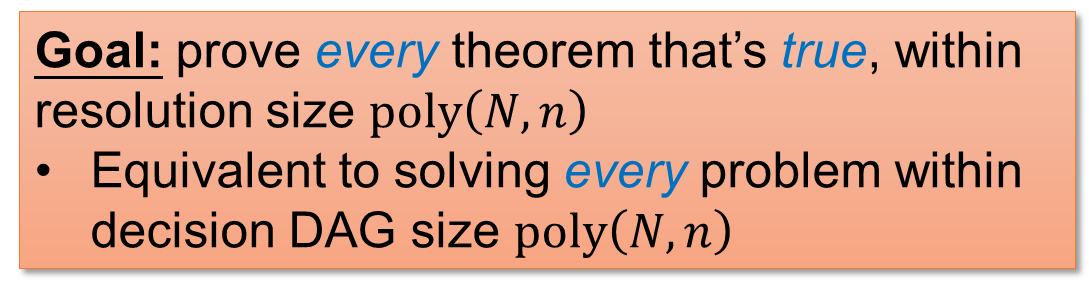 Goal: prove every theorem that’s true, within
resolution size poly(N, n)
• Equivalent to solving every problem within
decision DAG size poly(N, n)